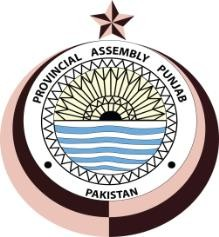 PROVINCIAL ASSEMBLY PUNJAB
PAKISTAN